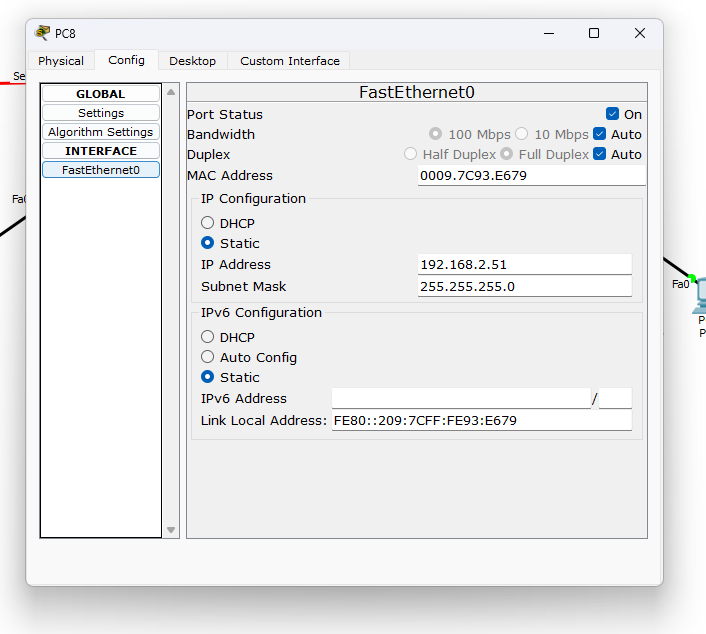 PC8
Physical Config Desktop Custom Interface
Se
GLOBAL
Settings
Algorithm Settings
INTERFACE
FastEthernet0
FastEthernet0
Port Status On
Bandwidth 100 Mbps 10 Mbps Auto
Duplex Half Duplex Full Duplex Auto
MAC Address 0009.7C93.E679
IP Configuration
DHCP
Static
IP Address 192.168.2.51
Subnet Mask 255.255.255.0
IPv6 Configuration
DHCP
Auto Config
Static
IPv6 Address /
Link Local Address: FE80::209:7CFF:FE93:E679
Fa0
P
P